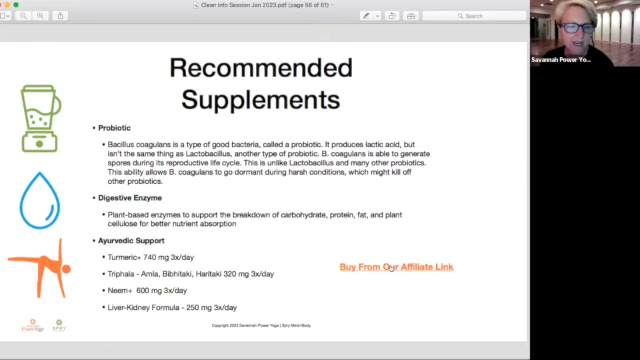 Clean Info Session Jan 2023.pdf (page 56 of 61)
Search
Savannah Power Yo...
Recommended
Supplements
• Probiotic
• Bacillus coagulans is a type of good bacteria, called a probiotic. It produces lactic acid, but
isn't the same thing as Lactobacillus, another type of probiotic. B. coagulans is able to generate
spores during its reproductive life cycle. This is unlike Lactobacillus and many other probiotics.
This ability allows B. coagulans to go dormant during harsh conditions, which might kill off
other probiotics.
• Digestive Enzyme
• Plant-based enzymes to support the breakdown of carbohydrate, protein, fat, and plant
cellulose for better nutrient absorption
• Ayurvedic Support
• Turmeric+ 740 mg 3x/day
• Triphala - Amla, Bibhitaki, Haritaki 320 mg 3x/day
• Neem+ 600 mg 3x/day
• Liver-Kidney Formula - 250 mg 3x/day
Buy From Our Affiliate Link
PowerYoga
Copyright 2023 Savannah Power Yoga |